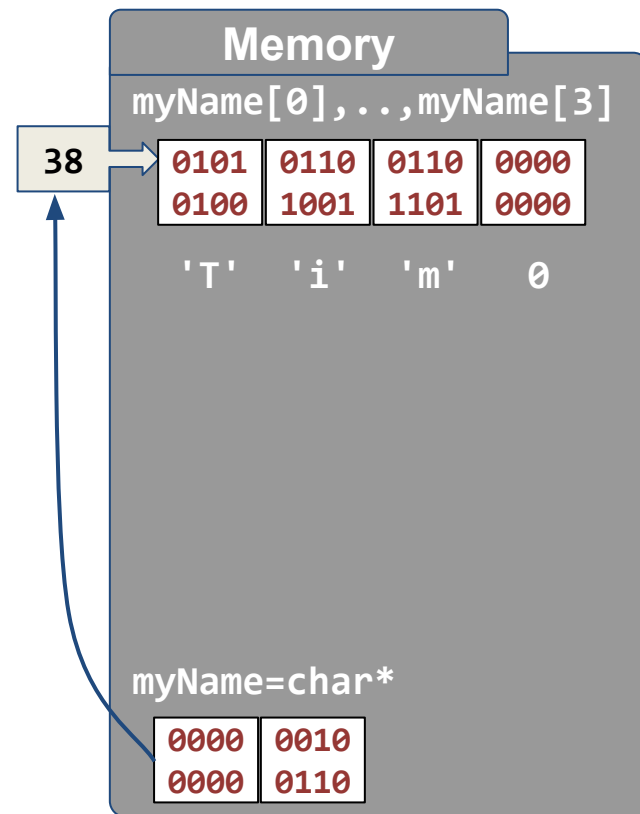 Memory
myName[0],..,myName[3]
38
0101 0110 0110 0000
0100 1001 1101 0000
'T' 'i' 'm' 0
myName=char*
0000 0010
0000 0110